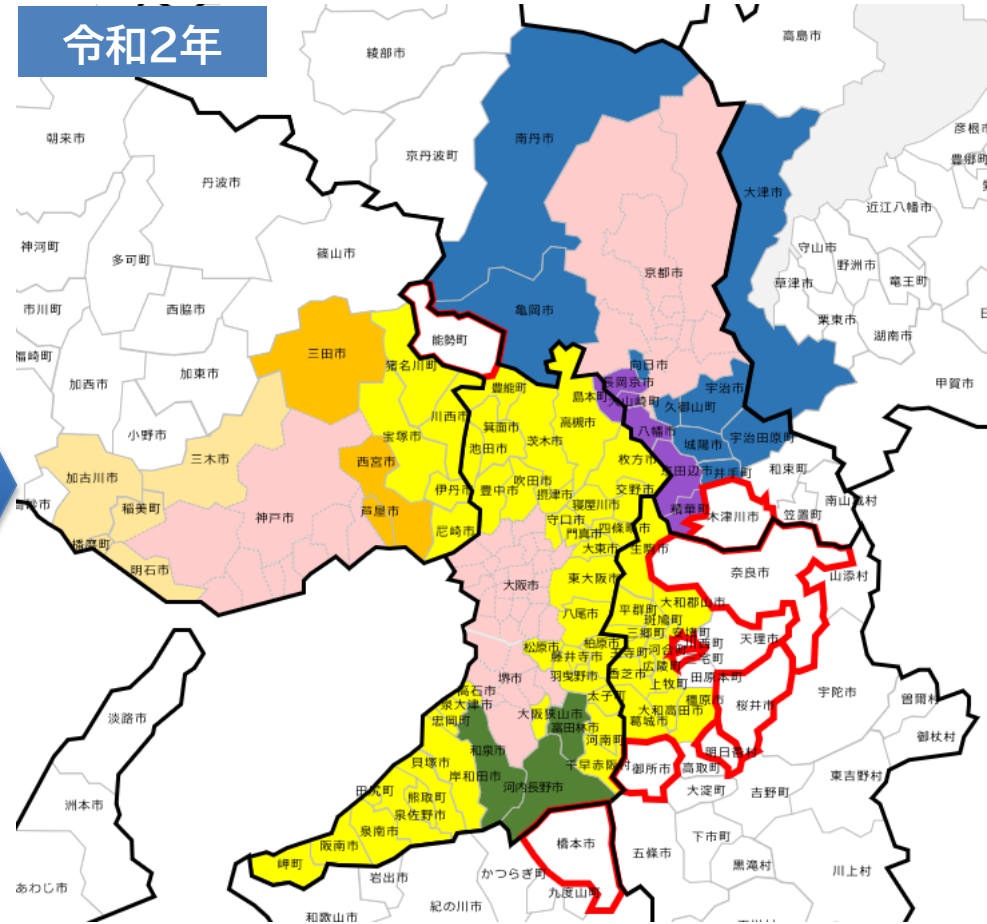 令和2年
高島市
綾部市
朝来市
京丹波町
南丹市
彦根市
豊郷町
丹波市
大津市
近江八幡市
神河町
多可町
篠山市
守山市
野洲市
京都市
草津市
竜王町
市川町
西脇市
亀岡市
栗東市
湖南市
能勢町
福崎町
三田市
猪名川町
向日市
加西市
加東市
長岡京市
甲賀市
豊能町
島本町
大山崎町
宇治市
久御山町
川西市
箕面市
高槻市
小野市
宝塚市
茨木市
池田市
八幡市
城陽市
宇治田原町
三木市
西宮市
枚方市
加古川市
吹田市
京田辺市
井手町
和束町
伊丹市
豊中市
摂津市
交野市
稲美町
芦屋市
寝屋川市
精華町
木津川市
笠置町
南山城村
神戸市
守口市
門真市
四條畷市
尼崎市
播磨町
大東市
生駒市
明石市
大阪市
東大阪市
奈良市
山添村
八尾市
平群町
大和郡山市
斑鳩町
三郷町
安堵町
天理市
松原市
柏原市
川西町
藤井寺市
王寺町
河合町
三宅町
広陵町
羽曳野市
香芝市
上牧町
田原本町
堺市
高石市
泉大津市
太子町
橿原市
桜井市
宇陀市
曽爾村
淡路市
忠岡町
大阪狭山市
富田林市
大和高田市
葛城市
御杖村
河南町
和泉市
明日香村
貝塚市
岸和田市
千早赤阪村
御所市
高取町
東吉野村
洲本市
田尻町
熊取町
河内長野市
大淀町
吉野町
泉佐野市
泉南市
下市町
阪南市
橋本市
五條市
黒滝村
岬町
岩出市
かつらぎ町
川上村
あわじ市
九度山町
紀の川市
和歌山市